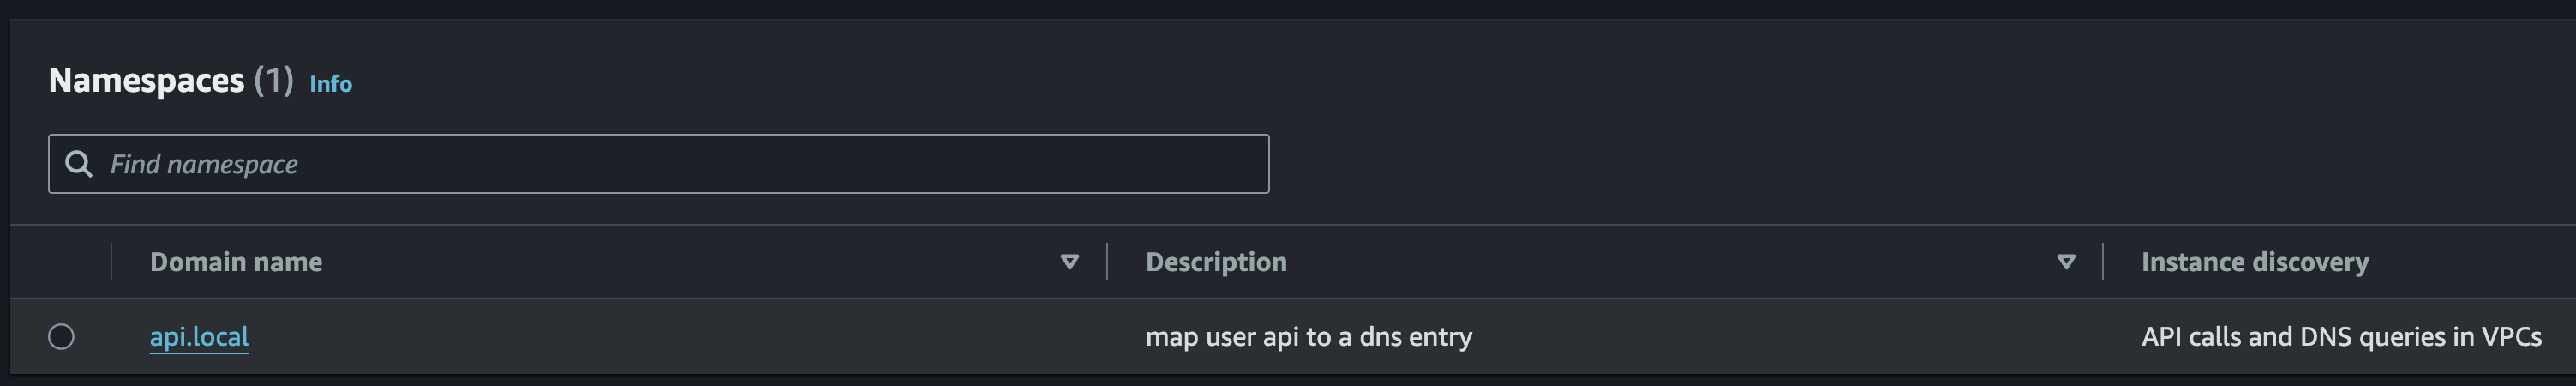 Namespaces (1) Info
Find namespace
Domain name Description Instance discovery
api.local map user api to a dns entry API calls and DNS queries in VPCs